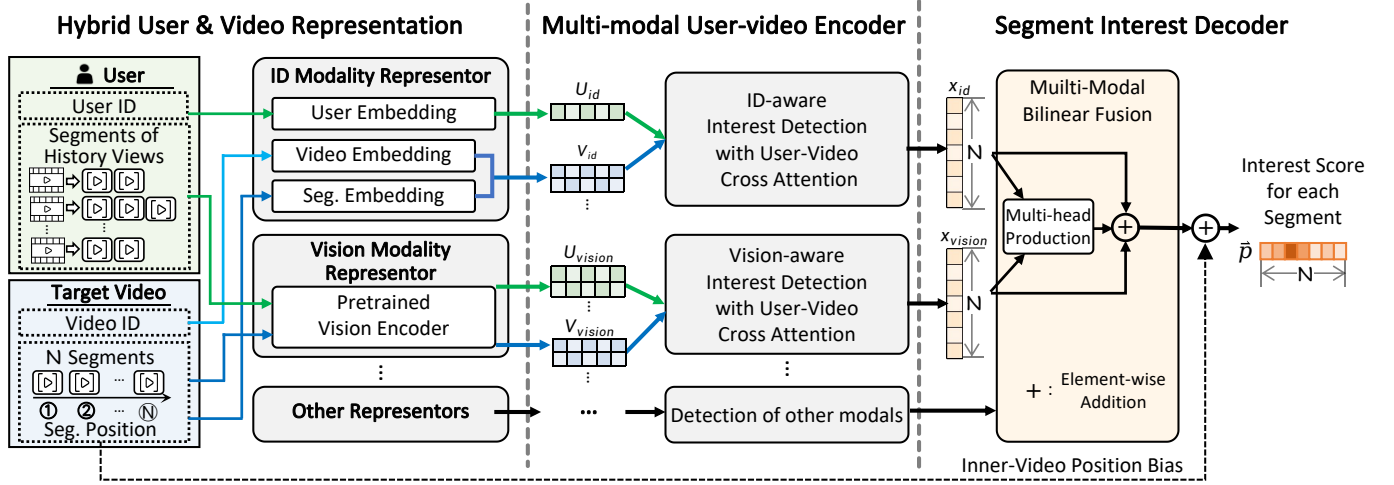 Hybrid User & Video Representation
User
User ID
Segments of
History Views
...
Target Video
Video ID
N Segments
...
① ② ... Ⓝ
Seg. Position
ID Modality Representor
User Embedding
Video Embedding
Seg. Embedding
Vision Modality
Representor
Pretrained
Vision Encoder
...
Other Representors
Multi-modal User-video Encoder
U_id
V_id
...
U_vision
...
V_vision
...
...
ID-aware
Interest Detection
with User-Video
Cross Attention
Vision-aware
Interest Detection
with User-Video
Cross Attention
...
Detection of other modals
Segment Interest Decoder
x_id
N
x_vision
N
Muilti-Modal
Bilinear Fusion
Multi-head
Production
+
+
+ : Element-wise
Addition
Inner-Video Position Bias
Interest Score
for each
Segment
p⃗
N